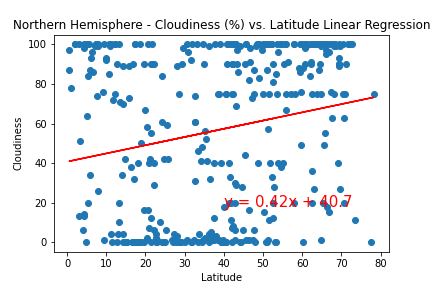 Northern Hemisphere - Cloudiness (%) vs. Latitude Linear Regression
100
80
60
40
20
0
Cloudiness
y = 0.42x + 40.7
0 10 20 30 40 50 60 70 80
Latitude